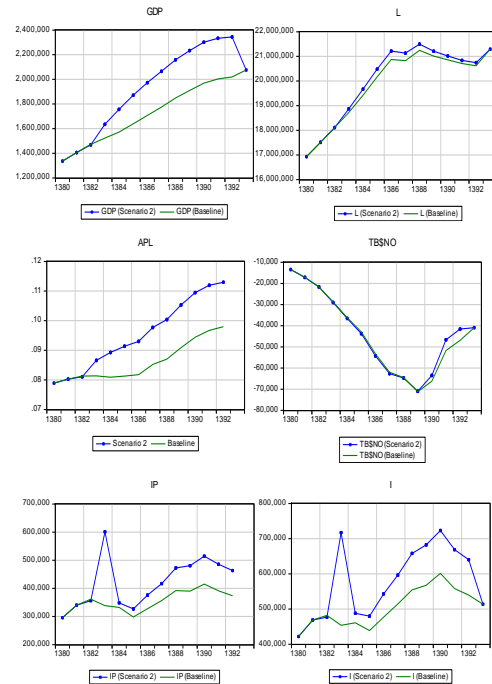 GDP
2,400,000
2,200,000
2,000,000
1,800,000
1,600,000
1,400,000
1,200,000
1380 1382 1384 1386 1388 1390 1392
GDP (Scenario 2) GDP (Baseline)
L
22,000,000
21,000,000
20,000,000
19,000,000
18,000,000
17,000,000
16,000,000
1380 1382 1384 1386 1388 1390 1392
L (Scenario 2) L (Baseline)
APL
.12
.11
.10
.09
.08
.07
1380 1382 1384 1386 1388 1390 1392
Scenario 2 Baseline
TB$NO
-10,000
-20,000
-30,000
-40,000
-50,000
-60,000
-70,000
-80,000
1380 1382 1384 1386 1388 1390 1392
TB$NO (Scenario 2)
TB$NO (Baseline)
IP
700,000
600,000
500,000
400,000
300,000
200,000
1380 1382 1384 1386 1388 1390 1392
IP (Scenario 2) IP (Baseline)
I
800,000
700,000
600,000
500,000
400,000
1380 1382 1384 1386 1388 1390 1392
I (Scenario 2) I (Baseline)